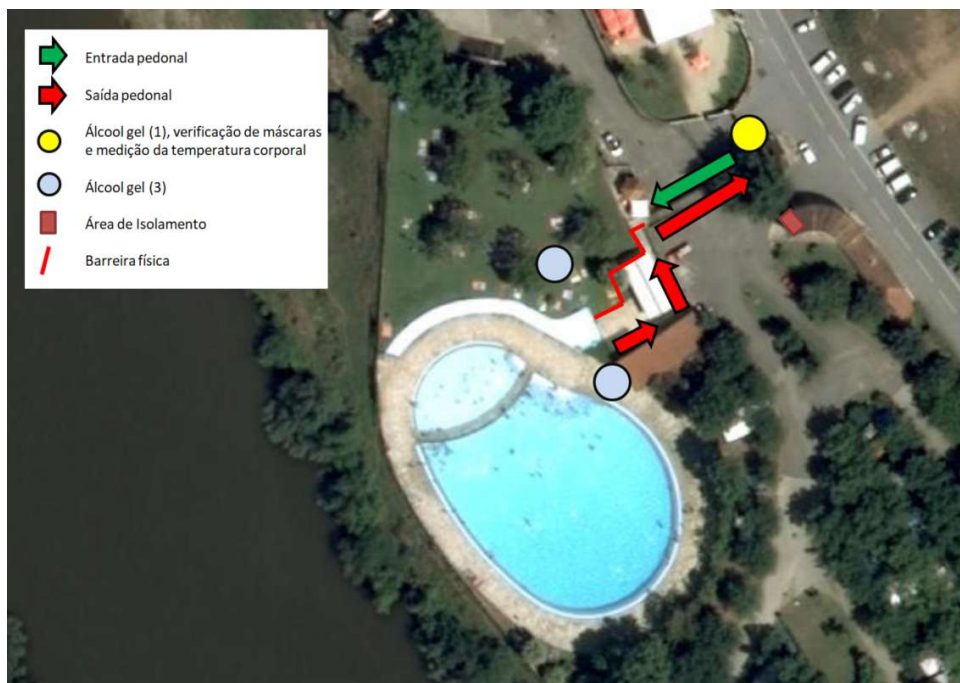 Entrada pedonal
Saída pedonal
Álcool gel (1), verificação de máscaras
e medição da temperatura corporal
Álcool gel (3)
Área de Isolamento
Barreira física